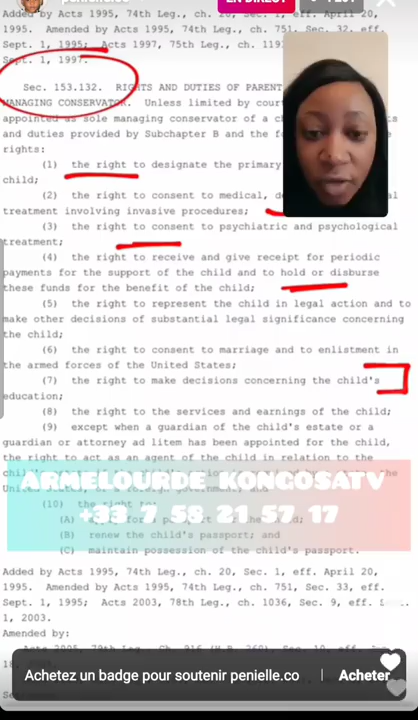 penielle.co
EN DIRECT
Added by Acts 1995, 74th Leg., ch. 20, Sec. 1, eff. April 20,
1995. Amended by Acts 1995, 74th Leg., ch. 751, Sec. 32, eff.
Sept. 1, 1995; Acts 1997, 75th Leg., ch. 1193
Sept. 1, 1997.
Sec. 153.132. RIGHTS AND DUTIES OF PARENT
MANAGING CONSERVATOR. Unless limited by court
appointed as sole managing conservator of a
and duties provided by Subchapter B and the
rights:
(1) the right to designate the primary
child;
(2) the right to consent to medical,
treatment involving invasive procedures;
(3) the right to consent to psychiatric and psychological
treatment;
(4) the right to receive and give receipt for periodic
payments for the support of the child and to hold or disburse
these funds for the benefit of the child;
(5) the right to represent the child in legal action and to
make other decisions of substantial legal significance concerning
the child;
(6) the right to consent to marriage and to enlistment in
the armed forces of the United States;
(7) the right to make decisions concerning the child's
education;
(8) the right to the services and earnings of the child;
(9) except when a guardian of the child's estate or a
guardian or attorney ad litem has been appointed for the child,
the right to act as an agent of the child in relation to the
ARMELOURDE KONGOSATV
+33 7 58 21 57 17
(10) the right
(A)
(B) renew the child's passport; and
(C) maintain possession of the child's passport.
Added by Acts 1995, 74th Leg., ch. 20, Sec. 1, eff. April 20,
1995. Amended by Acts 1995, 74th Leg., ch. 751, Sec. 33, eff.
Sept. 1, 1995; Acts 2003, 78th Leg., ch. 1036, Sec. 9, eff.
1, 2003.
Amended by:
Achetez un badge pour soutenir penielle.co
Acheter